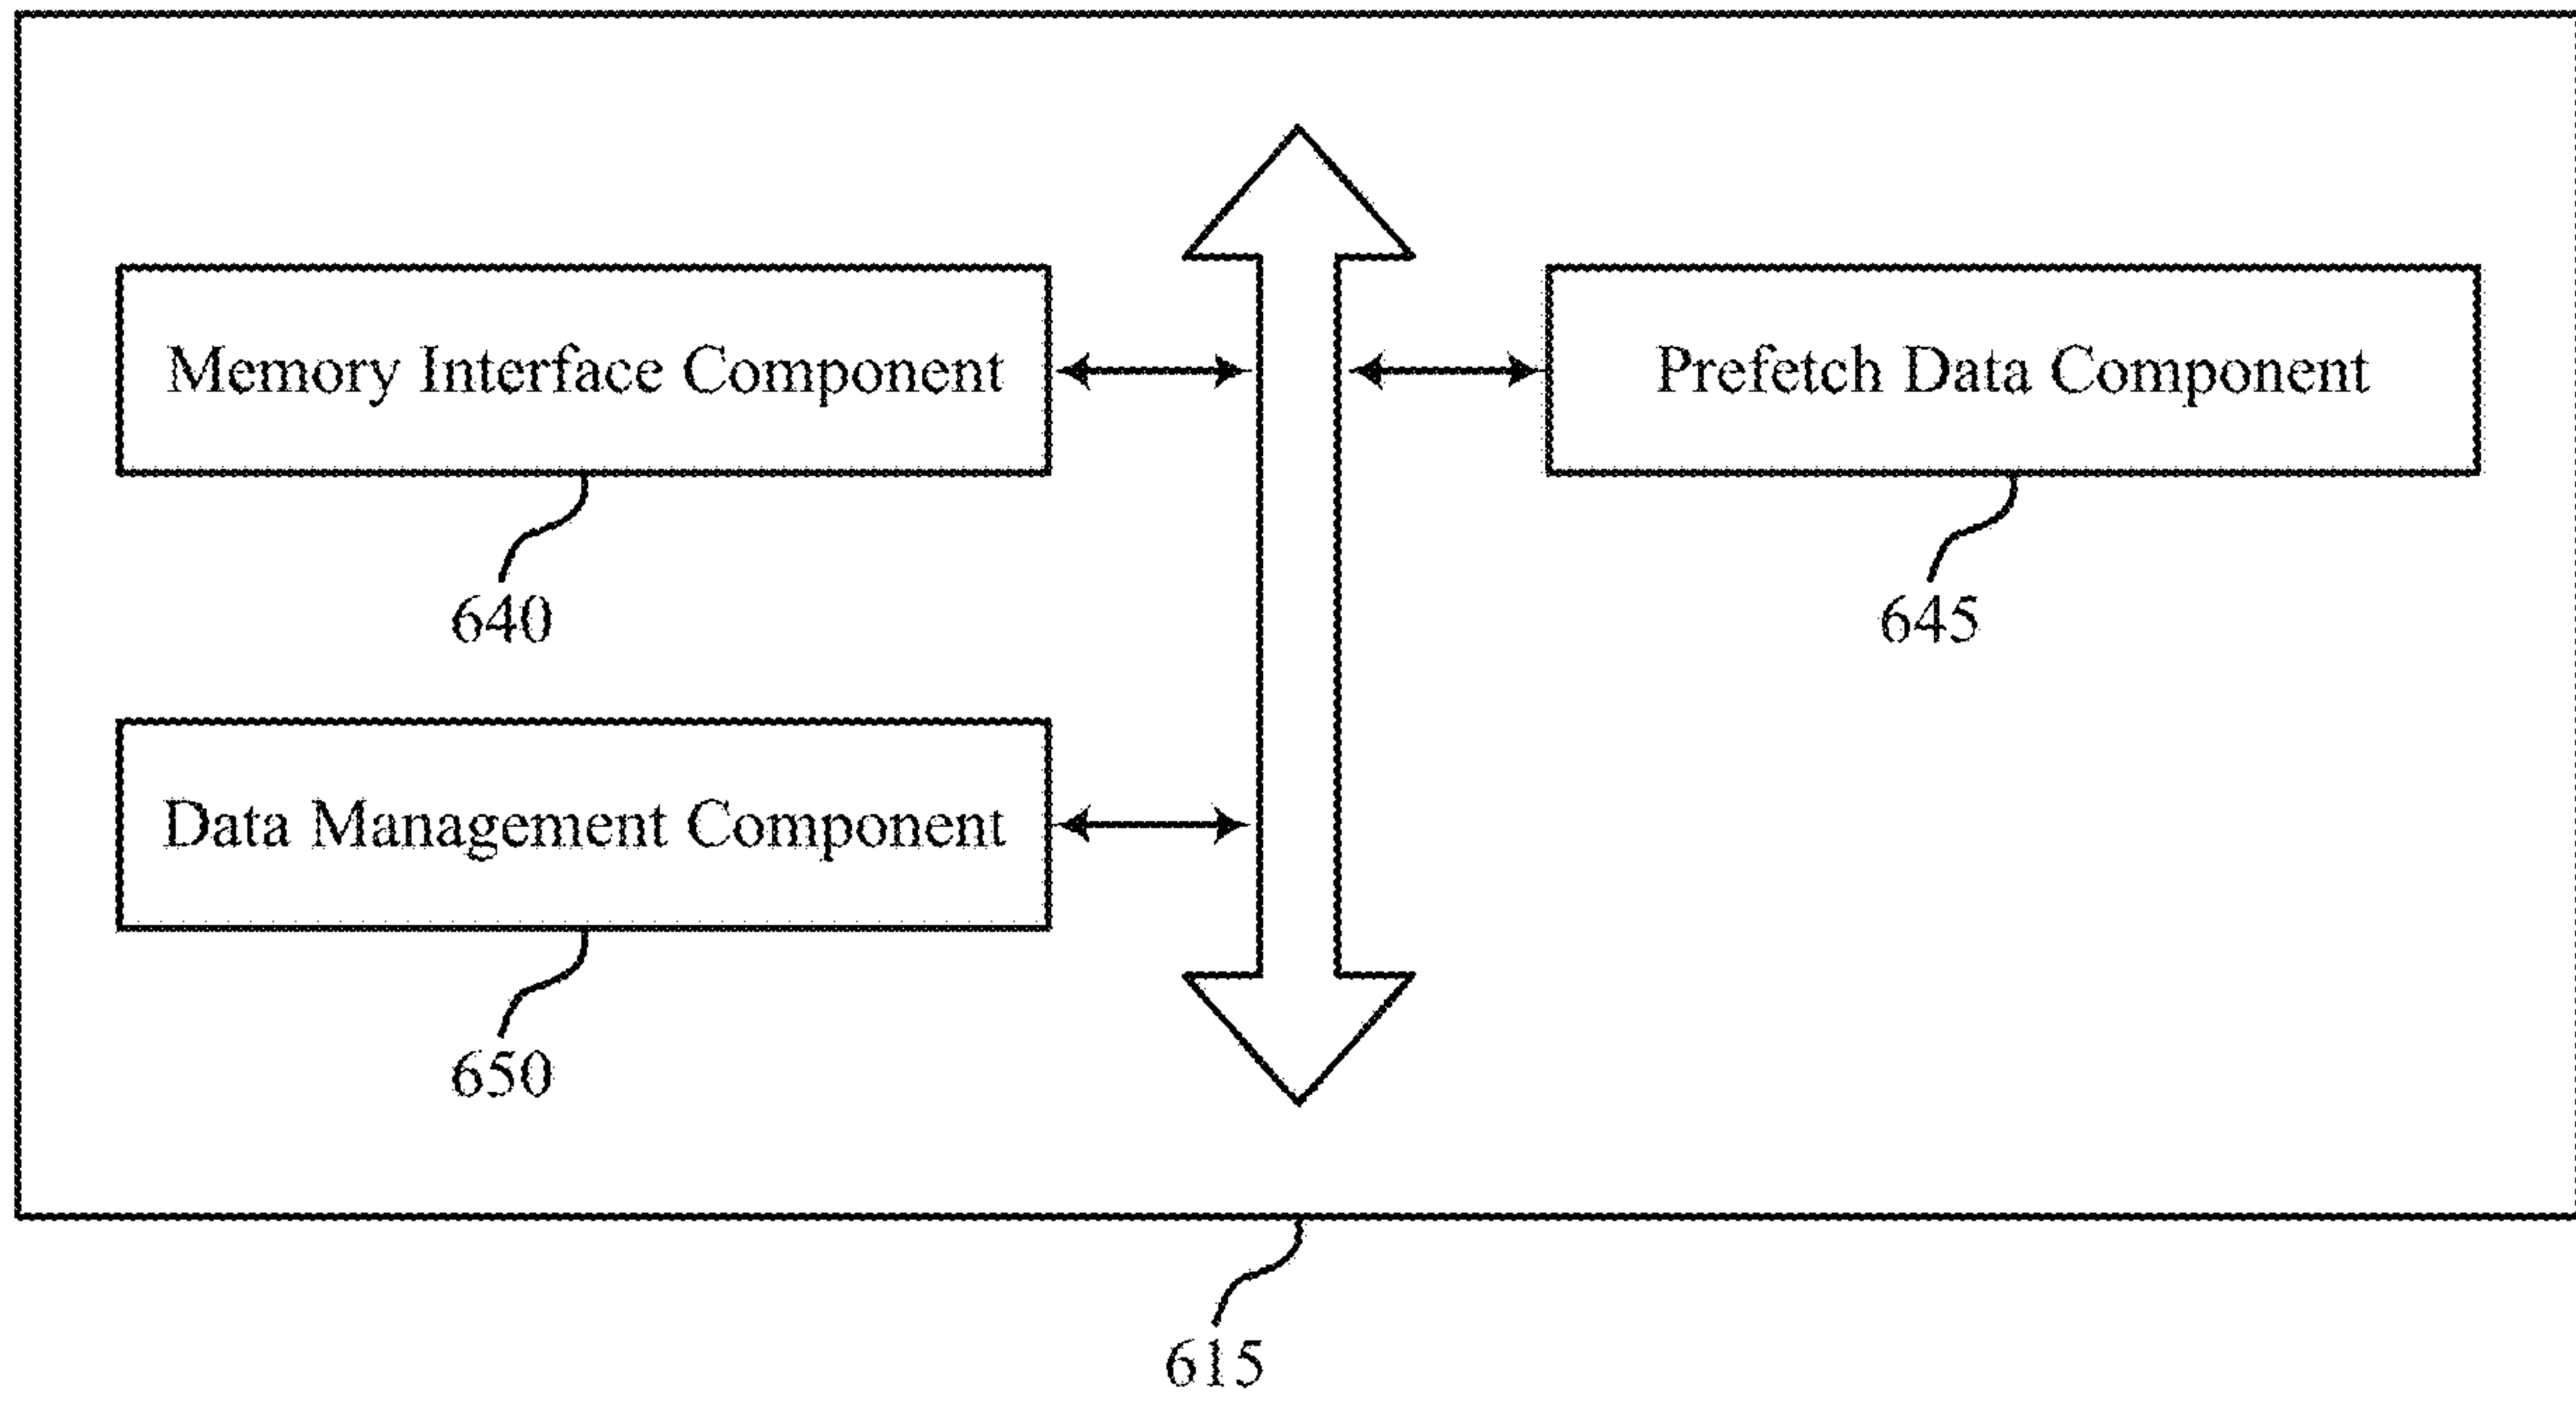 Memory Interface Component
Prefetch Data Component
640
645
Data Management Component
650
615